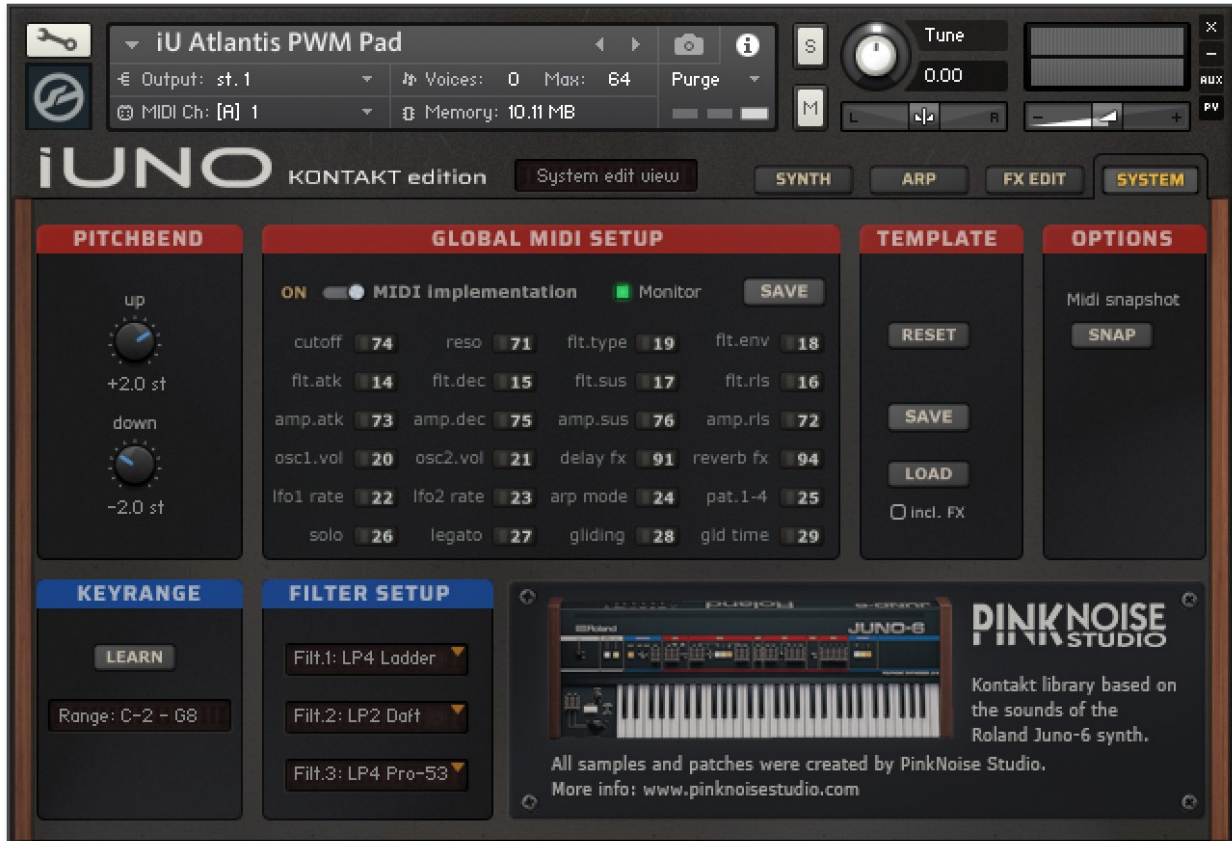 iU Atlantis PWM Pad
Output: st. 1
Voices: 0 Max: 64
Purge
MIDI Ch: [A] 1
Memory: 10.11 MB
S
M
Tune
0.00
L R
- +
×
–
AUX
PV
iUNO KONTAKT edition
System edit view
SYNTH ARP FX EDIT SYSTEM
PITCHBEND
up
+2.0 st
down
-2.0 st
GLOBAL MIDI SETUP
ON MIDI implementation Monitor SAVE
cutoff 74 reso 71 flt.type 19 flt.env 18
flt.atk 14 flt.dec 15 flt.sus 17 flt.rls 16
amp.atk 73 amp.dec 75 amp.sus 76 amp.rls 72
osc1.vol 20 osc2.vol 21 delay fx 91 reverb fx 94
lfo1 rate 22 lfo2 rate 23 arp mode 24 pat.1-4 25
solo 26 legato 27 gliding 28 gld time 29
TEMPLATE
RESET
SAVE
LOAD
incl. FX
OPTIONS
Midi snapshot
SNAP
KEYRANGE
LEARN
Range: C-2 - G8
FILTER SETUP
Filt.1: LP4 Ladder
Filt.2: LP2 Daft
Filt.3: LP4 Pro-53
Roland
JUNO-6
PINKNOISE
STUDIO
Kontakt library based on
the sounds of the
Roland Juno-6 synth.
All samples and patches were created by PinkNoise Studio.
More info: www.pinknoisestudio.com